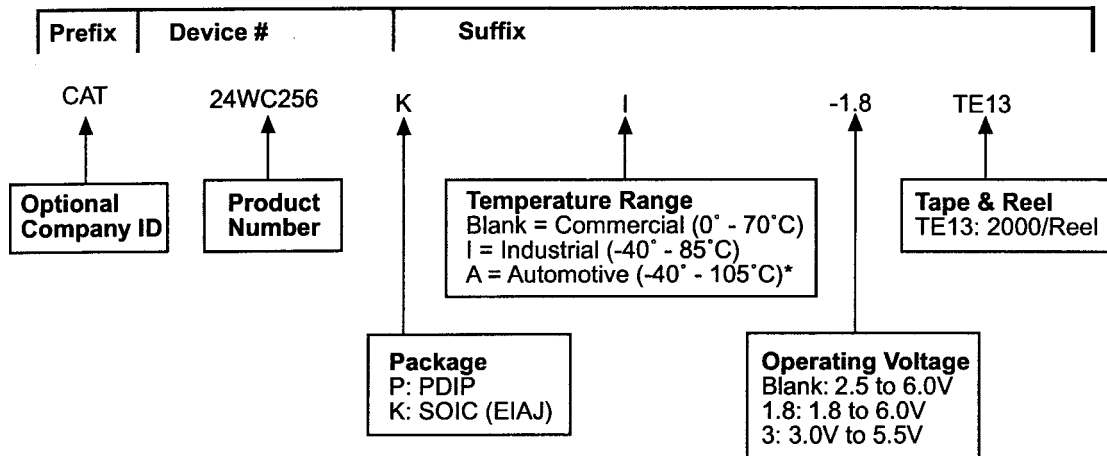 Prefix Device # Suffix
CAT 24WC256 K I -1.8 TE13
Optional
Company ID
Product
Number
Temperature Range
Blank = Commercial (0˚ - 70˚C)
I = Industrial (-40˚ - 85˚C)
A = Automotive (-40˚ - 105˚C)*
Tape & Reel
TE13: 2000/Reel
Package
P: PDIP
K: SOIC (EIAJ)
Operating Voltage
Blank: 2.5 to 6.0V
1.8: 1.8 to 6.0V
3: 3.0V to 5.5V